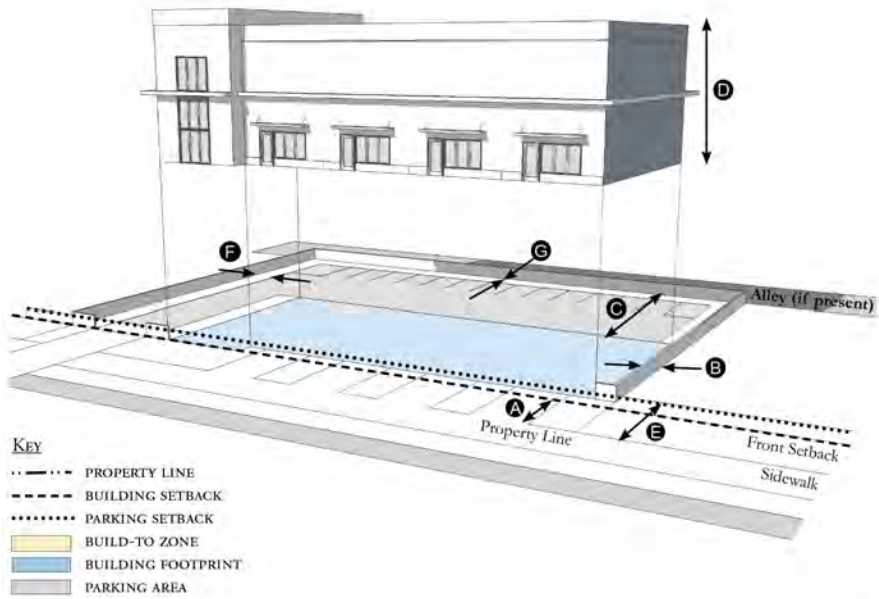 D
F
G
C
Alley (if present)
B
A
E
Property Line
Front Setback
Sidewalk
KEY
PROPERTY LINE
BUILDING SETBACK
PARKING SETBACK
BUILD-TO ZONE
BUILDING FOOTPRINT
PARKING AREA